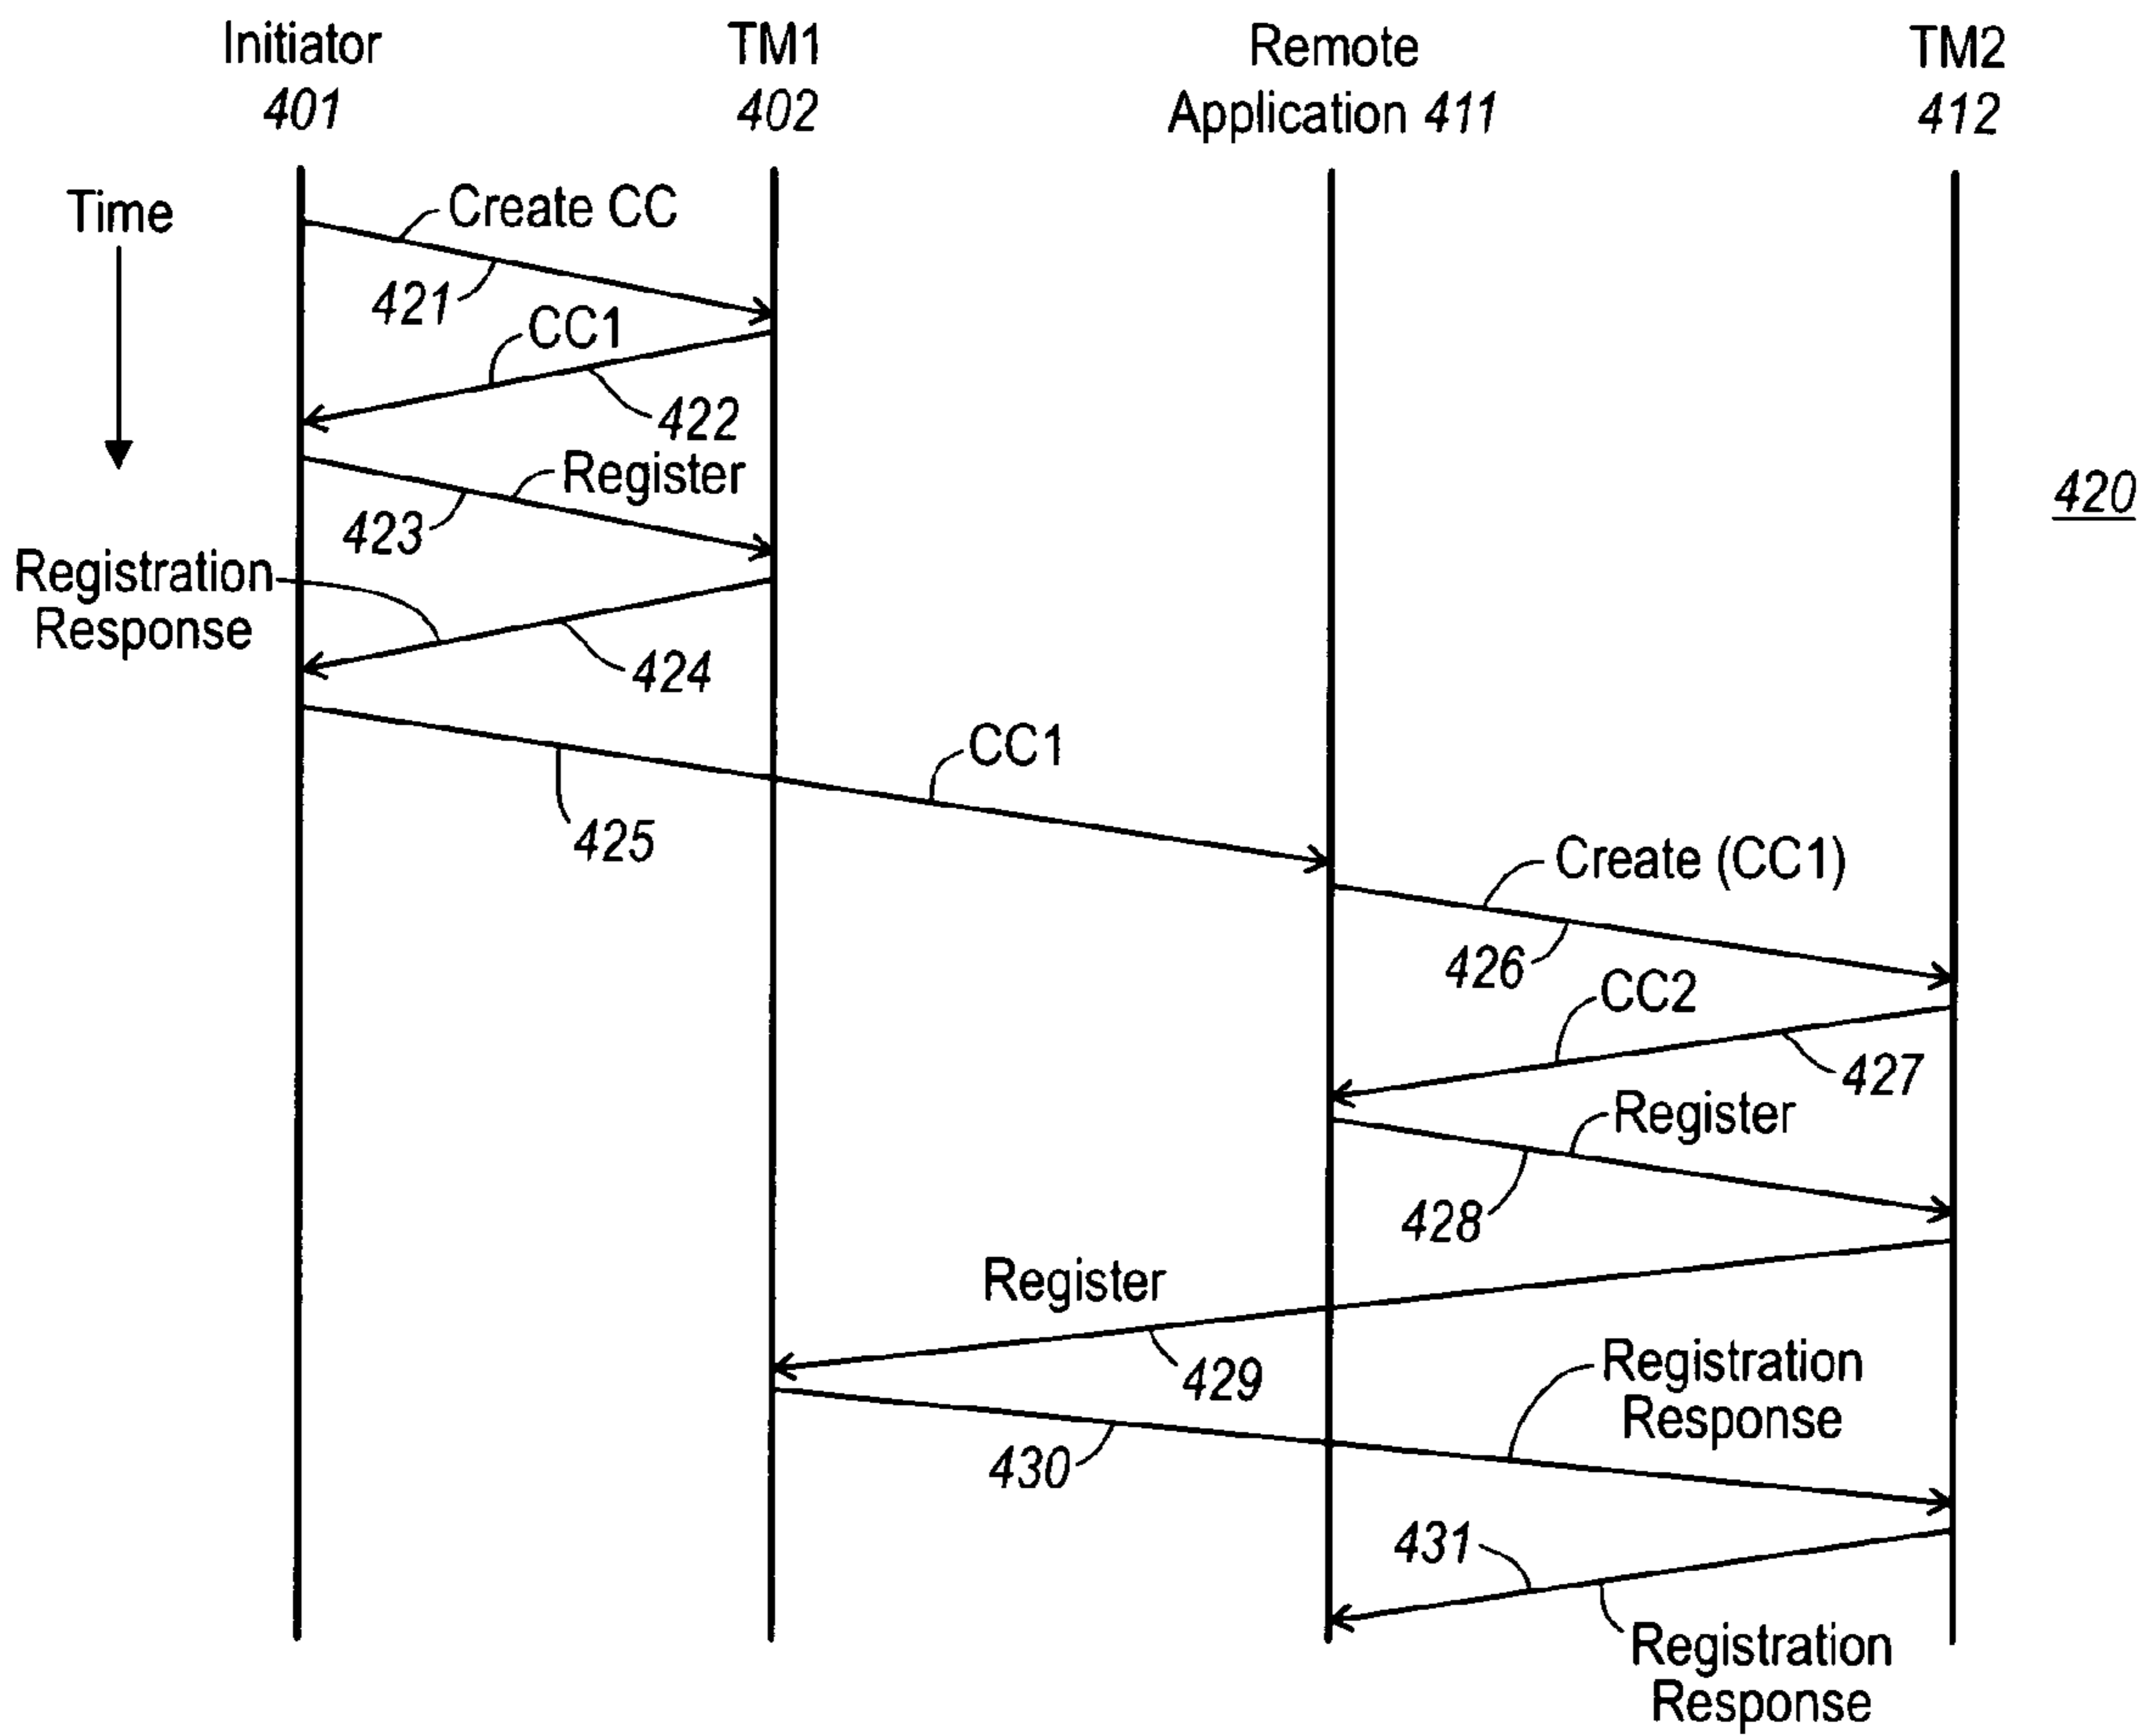 Initiator
401
TM1
402
Remote
Application 411
TM2
412
Time
Create CC
421
CC1
422
Register
423
420
Registration
Response
424
CC1
425
Create (CC1)
426
CC2
427
Register
428
Register
429
Registration
Response
430
431
Registration
Response